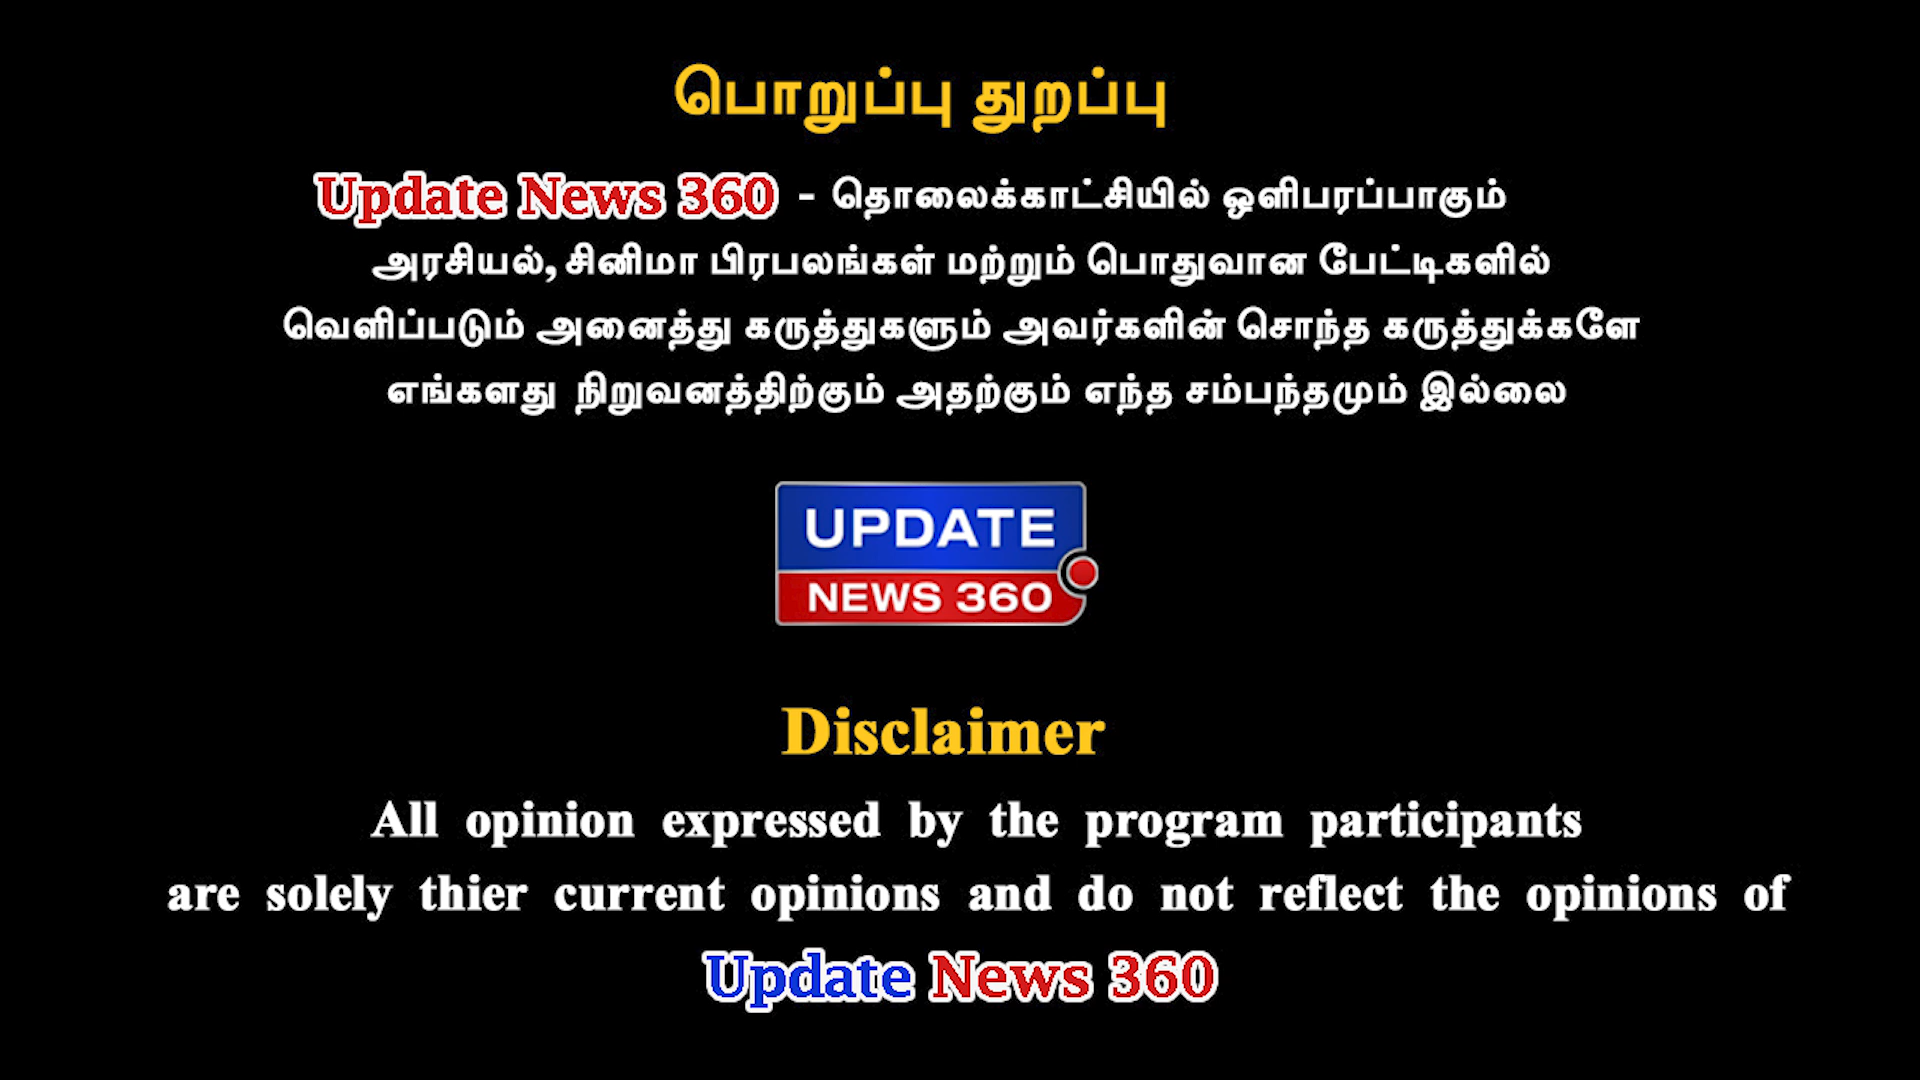 பொறுப்பு துறப்பு
Update News 360 - தொலைக்காட்சியில் ஒளிபரப்பாகும்
அரசியல், சினிமா பிரபலங்கள் மற்றும் பொதுவான பேட்டிகளில்
வெளிப்படும் அனைத்து கருத்துகளும் அவர்களின் சொந்த கருத்துக்களே
எங்களது நிறுவனத்திற்கும் அதற்கும் எந்த சம்பந்தமும் இல்லை
UPDATE
NEWS 360
Disclaimer
All opinion expressed by the program participants
are solely thier current opinions and do not reflect the opinions of
Update News 360